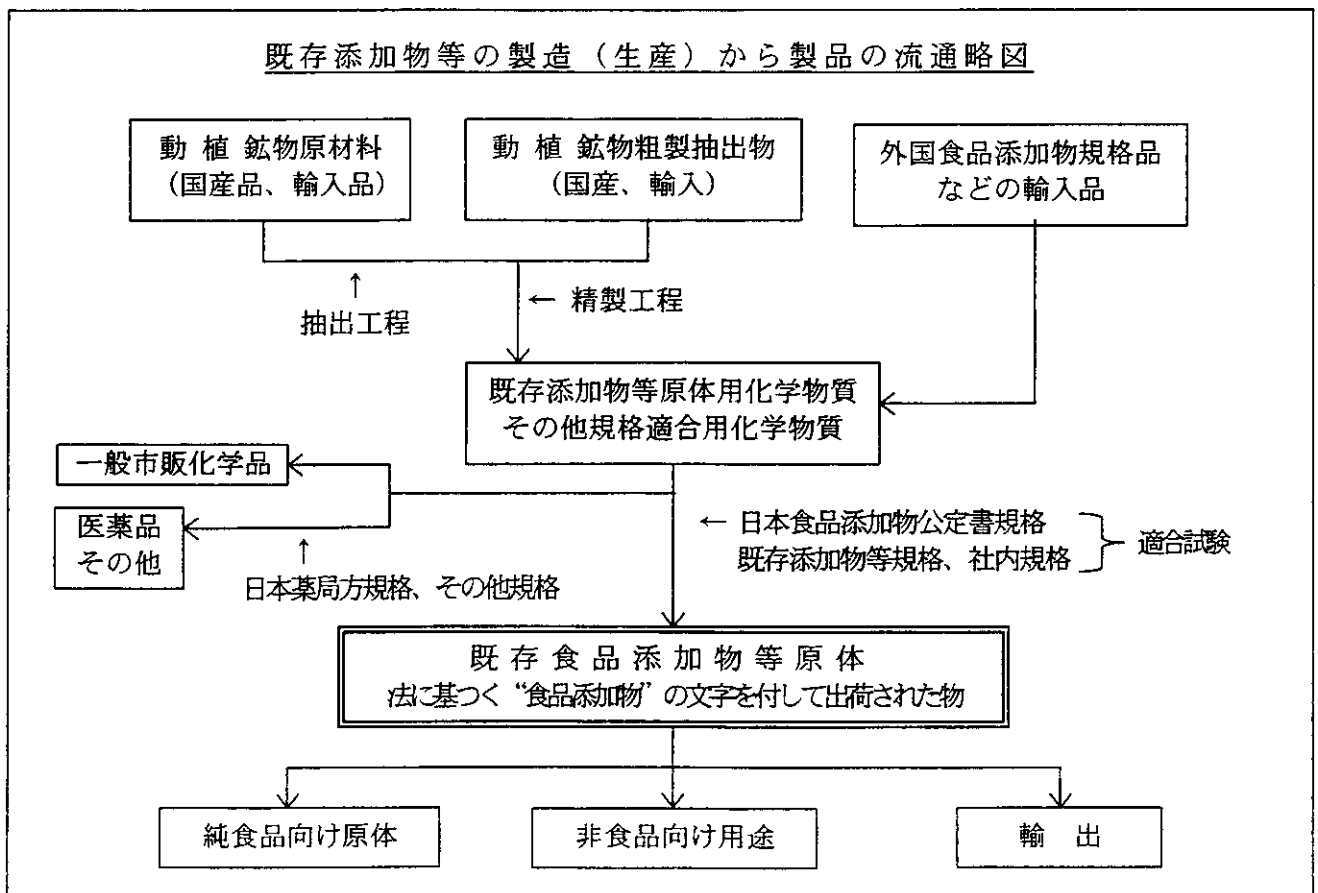 既存添加物等の製造（生産）から製品の流通略図
動 植 鉱物原材料
（国産品、輸入品）
動 植 鉱物粗製抽出物
（国産、輸入）
外国食品添加物規格品
などの輸入品
↑
抽出工程
← 精製工程
既存添加物等原体用化学物質
その他規格適合用化学物質
一般市販化学品
医薬品
その他
↑
日本薬局方規格、その他規格
← 日本食品添加物公定書規格
既存添加物等規格、社内規格
適合試験
既存食品添加物等原体
法に基づく“食品添加物”の文字を付して出荷された物
純食品向け原体
非食品向け用途
輸 出